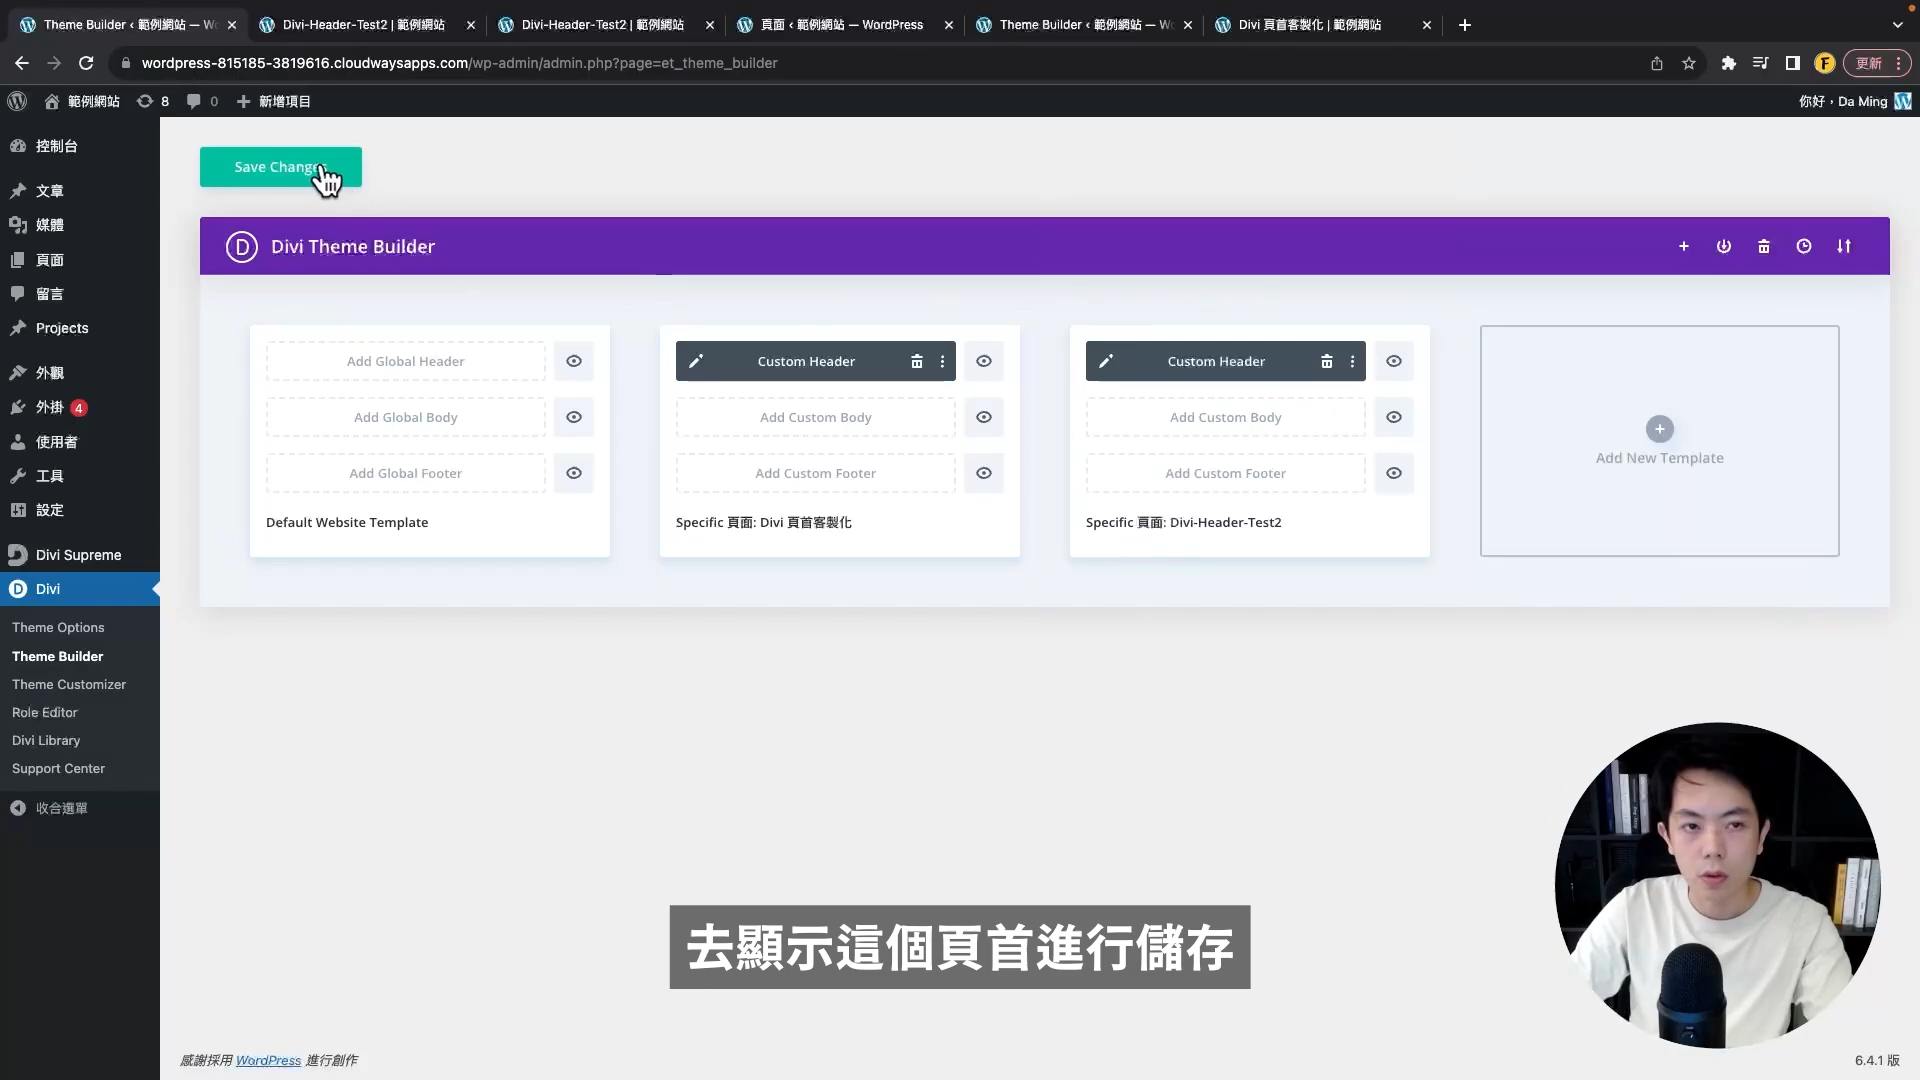 Theme Builder ‹ 範例網站 — Wo
Divi-Header-Test2 | 範例網站
Divi-Header-Test2 | 範例網站
頁面 ‹ 範例網站 — WordPress
Theme Builder ‹ 範例網站 — Wo
Divi 頁首客製化 | 範例網站
wordpress-815185-3819616.cloudwaysapps.com/wp-admin/admin.php?page=et_theme_builder
F
更新
範例網站
8
0
新增項目
你好，Da Ming
控制台
文章
媒體
頁面
留言
Projects
外觀
外掛 4
使用者
工具
設定
Divi Supreme
Divi
Theme Options
Theme Builder
Theme Customizer
Role Editor
Divi Library
Support Center
收合選單
Save Changes
D Divi Theme Builder
Add Global Header
Add Global Body
Add Global Footer
Default Website Template
Custom Header
Add Custom Body
Add Custom Footer
Specific 頁面: Divi 頁首客製化
Custom Header
Add Custom Body
Add Custom Footer
Specific 頁面: Divi-Header-Test2
Add New Template
去顯示這個頁首進行儲存
感謝採用 WordPress 進行創作
6.4.1 版